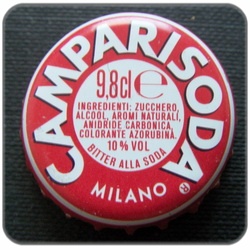 CAMPARISODA
9,8cl ℮
INGREDIENTI: ZUCCHERO,
ALCOOL, AROMI NATURALI,
ANIDRIDE CARBONICA,
COLORANTE AZORUBINA.
10% VOL
BITTER ALLA SODA
MILANO ®